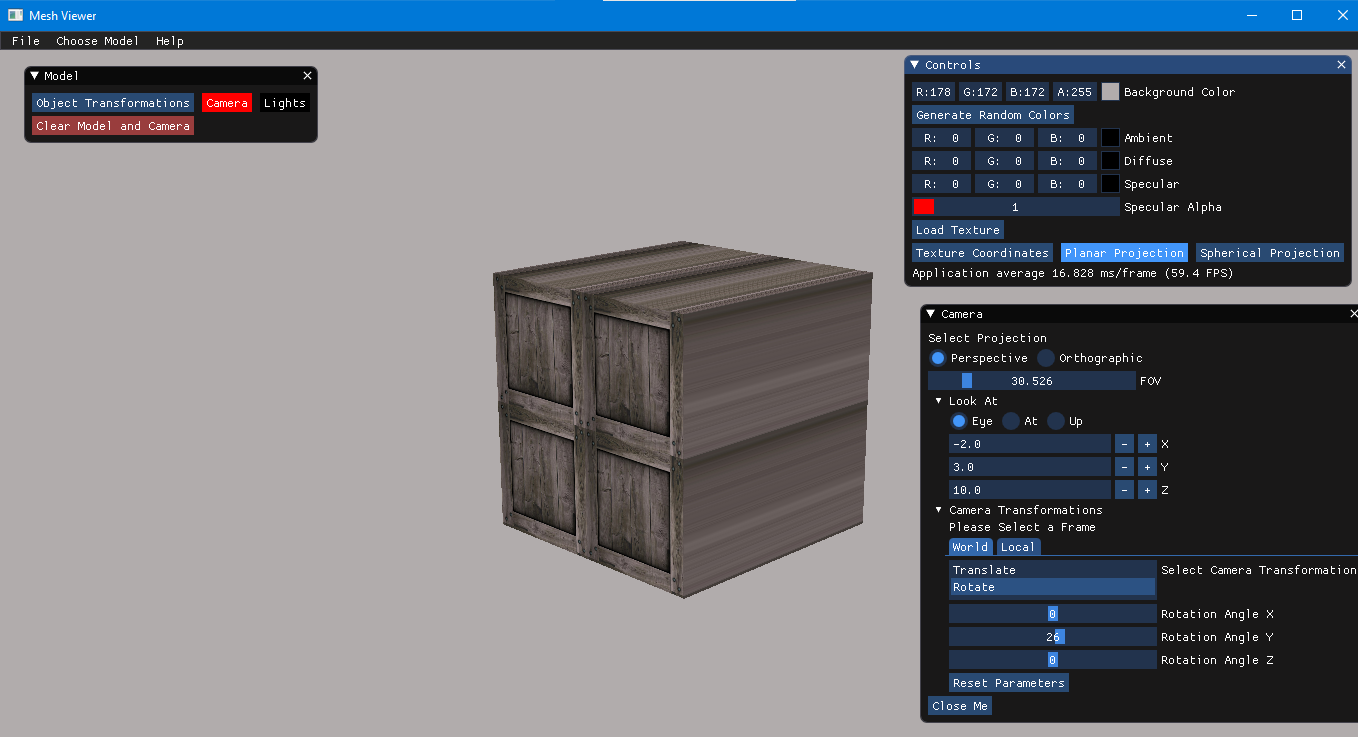 Mesh Viewer
File Choose Model Help
Model
Object Transformations Camera Lights
Clear Model and Camera
Controls
R:178 G:172 B:172 A:255 Background Color
Generate Random Colors
R: 0 G: 0 B: 0 Ambient
R: 0 G: 0 B: 0 Diffuse
R: 0 G: 0 B: 0 Specular
1 Specular Alpha
Load Texture
Texture Coordinates Planar Projection Spherical Projection
Application average 16.828 ms/frame (59.4 FPS)
Camera
Select Projection
Perspective Orthographic
30.526 FOV
Look At
Eye At Up
-2.0 - + X
3.0 - + Y
10.0 - + Z
Camera Transformations
Please Select a Frame
World Local
Translate Select Camera Transformation
Rotate
0 Rotation Angle X
26 Rotation Angle Y
0 Rotation Angle Z
Reset Parameters
Close Me